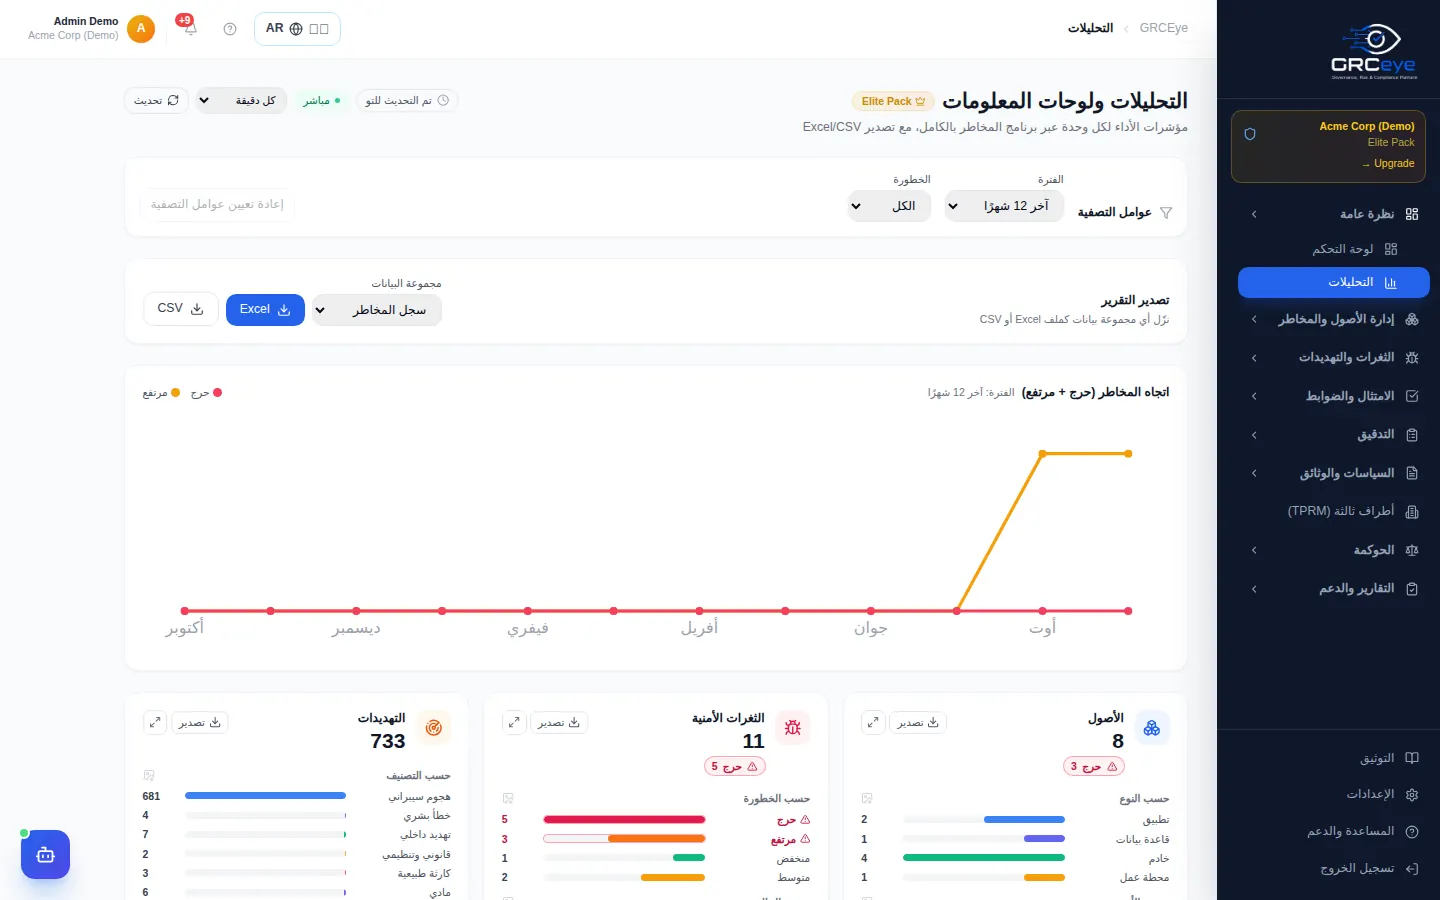 GRCeye
Governance, Risk & Compliance Platform
Acme Corp (Demo)
Elite Pack
Upgrade →
نظرة عامة
لوحة التحكم
التحليلات
إدارة الأصول والمخاطر
الثغرات والتهديدات
الامتثال والضوابط
التدقيق
السياسات والوثائق
أطراف ثالثة (TPRM)
الحوكمة
التقارير والدعم
التوثيق
الإعدادات
المساعدة والدعم
تسجيل الخروج
GRCEye
التحليلات
AR
+9
A
Admin Demo
Acme Corp (Demo)
التحليلات ولوحات المعلومات
Elite Pack
مؤشرات الأداء لكل وحدة عبر برنامج المخاطر بالكامل، مع تصدير Excel/CSV
تم التحديث للتو
مباشر
كل دقيقة
تحديث
عوامل التصفية
الفترة
آخر 12 شهرًا
الخطورة
الكل
إعادة تعيين عوامل التصفية
تصدير التقرير
نزّل أي مجموعة بيانات كملف Excel أو CSV
مجموعة البيانات
سجل المخاطر
Excel
CSV
اتجاه المخاطر (حرج + مرتفع)
الفترة: آخر 12 شهرًا
حرج
مرتفع
أكتوبر
ديسمبر
فيفري
أفريل
جوان
أوت
الأصول
8
حرج 3
تصدير
حسب النوع
تطبيق 2
قاعدة بيانات 1
خادم 4
محطة عمل 1
الثغرات الأمنية
11
حرج 5
تصدير
حسب الخطورة
حرج 5
مرتفع 3
منخفض 1
متوسط 2
التهديدات
733
تصدير
حسب التصنيف
هجوم سيبراني 681
خطأ بشري 4
تهديد داخلي 7
قانوني وتنظيمي 2
كارثة طبيعية 3
مادي 6